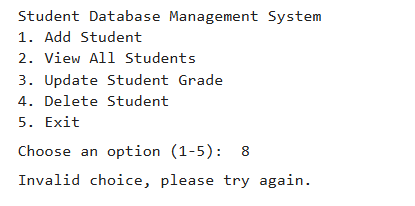 Student Database Management System
1. Add Student
2. View All Students
3. Update Student Grade
4. Delete Student
5. Exit
Choose an option (1-5):  8
Invalid choice, please try again.